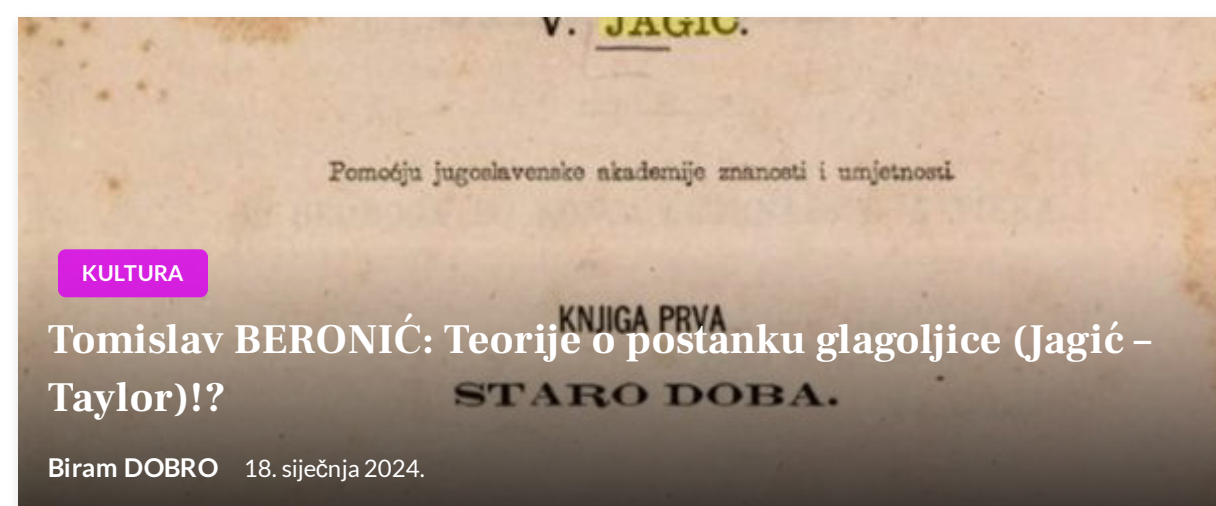 V. JAGIĆ.
Pomoćju jugoslavenske akademije znanosti i umjetnosti.
KULTURA
KNJIGA PRVA
Tomislav BERONIĆ: Teorije o postanku glagoljice (Jagić –
Taylor)!?
STARO DOBA.
Biram DOBRO 18. siječnja 2024.